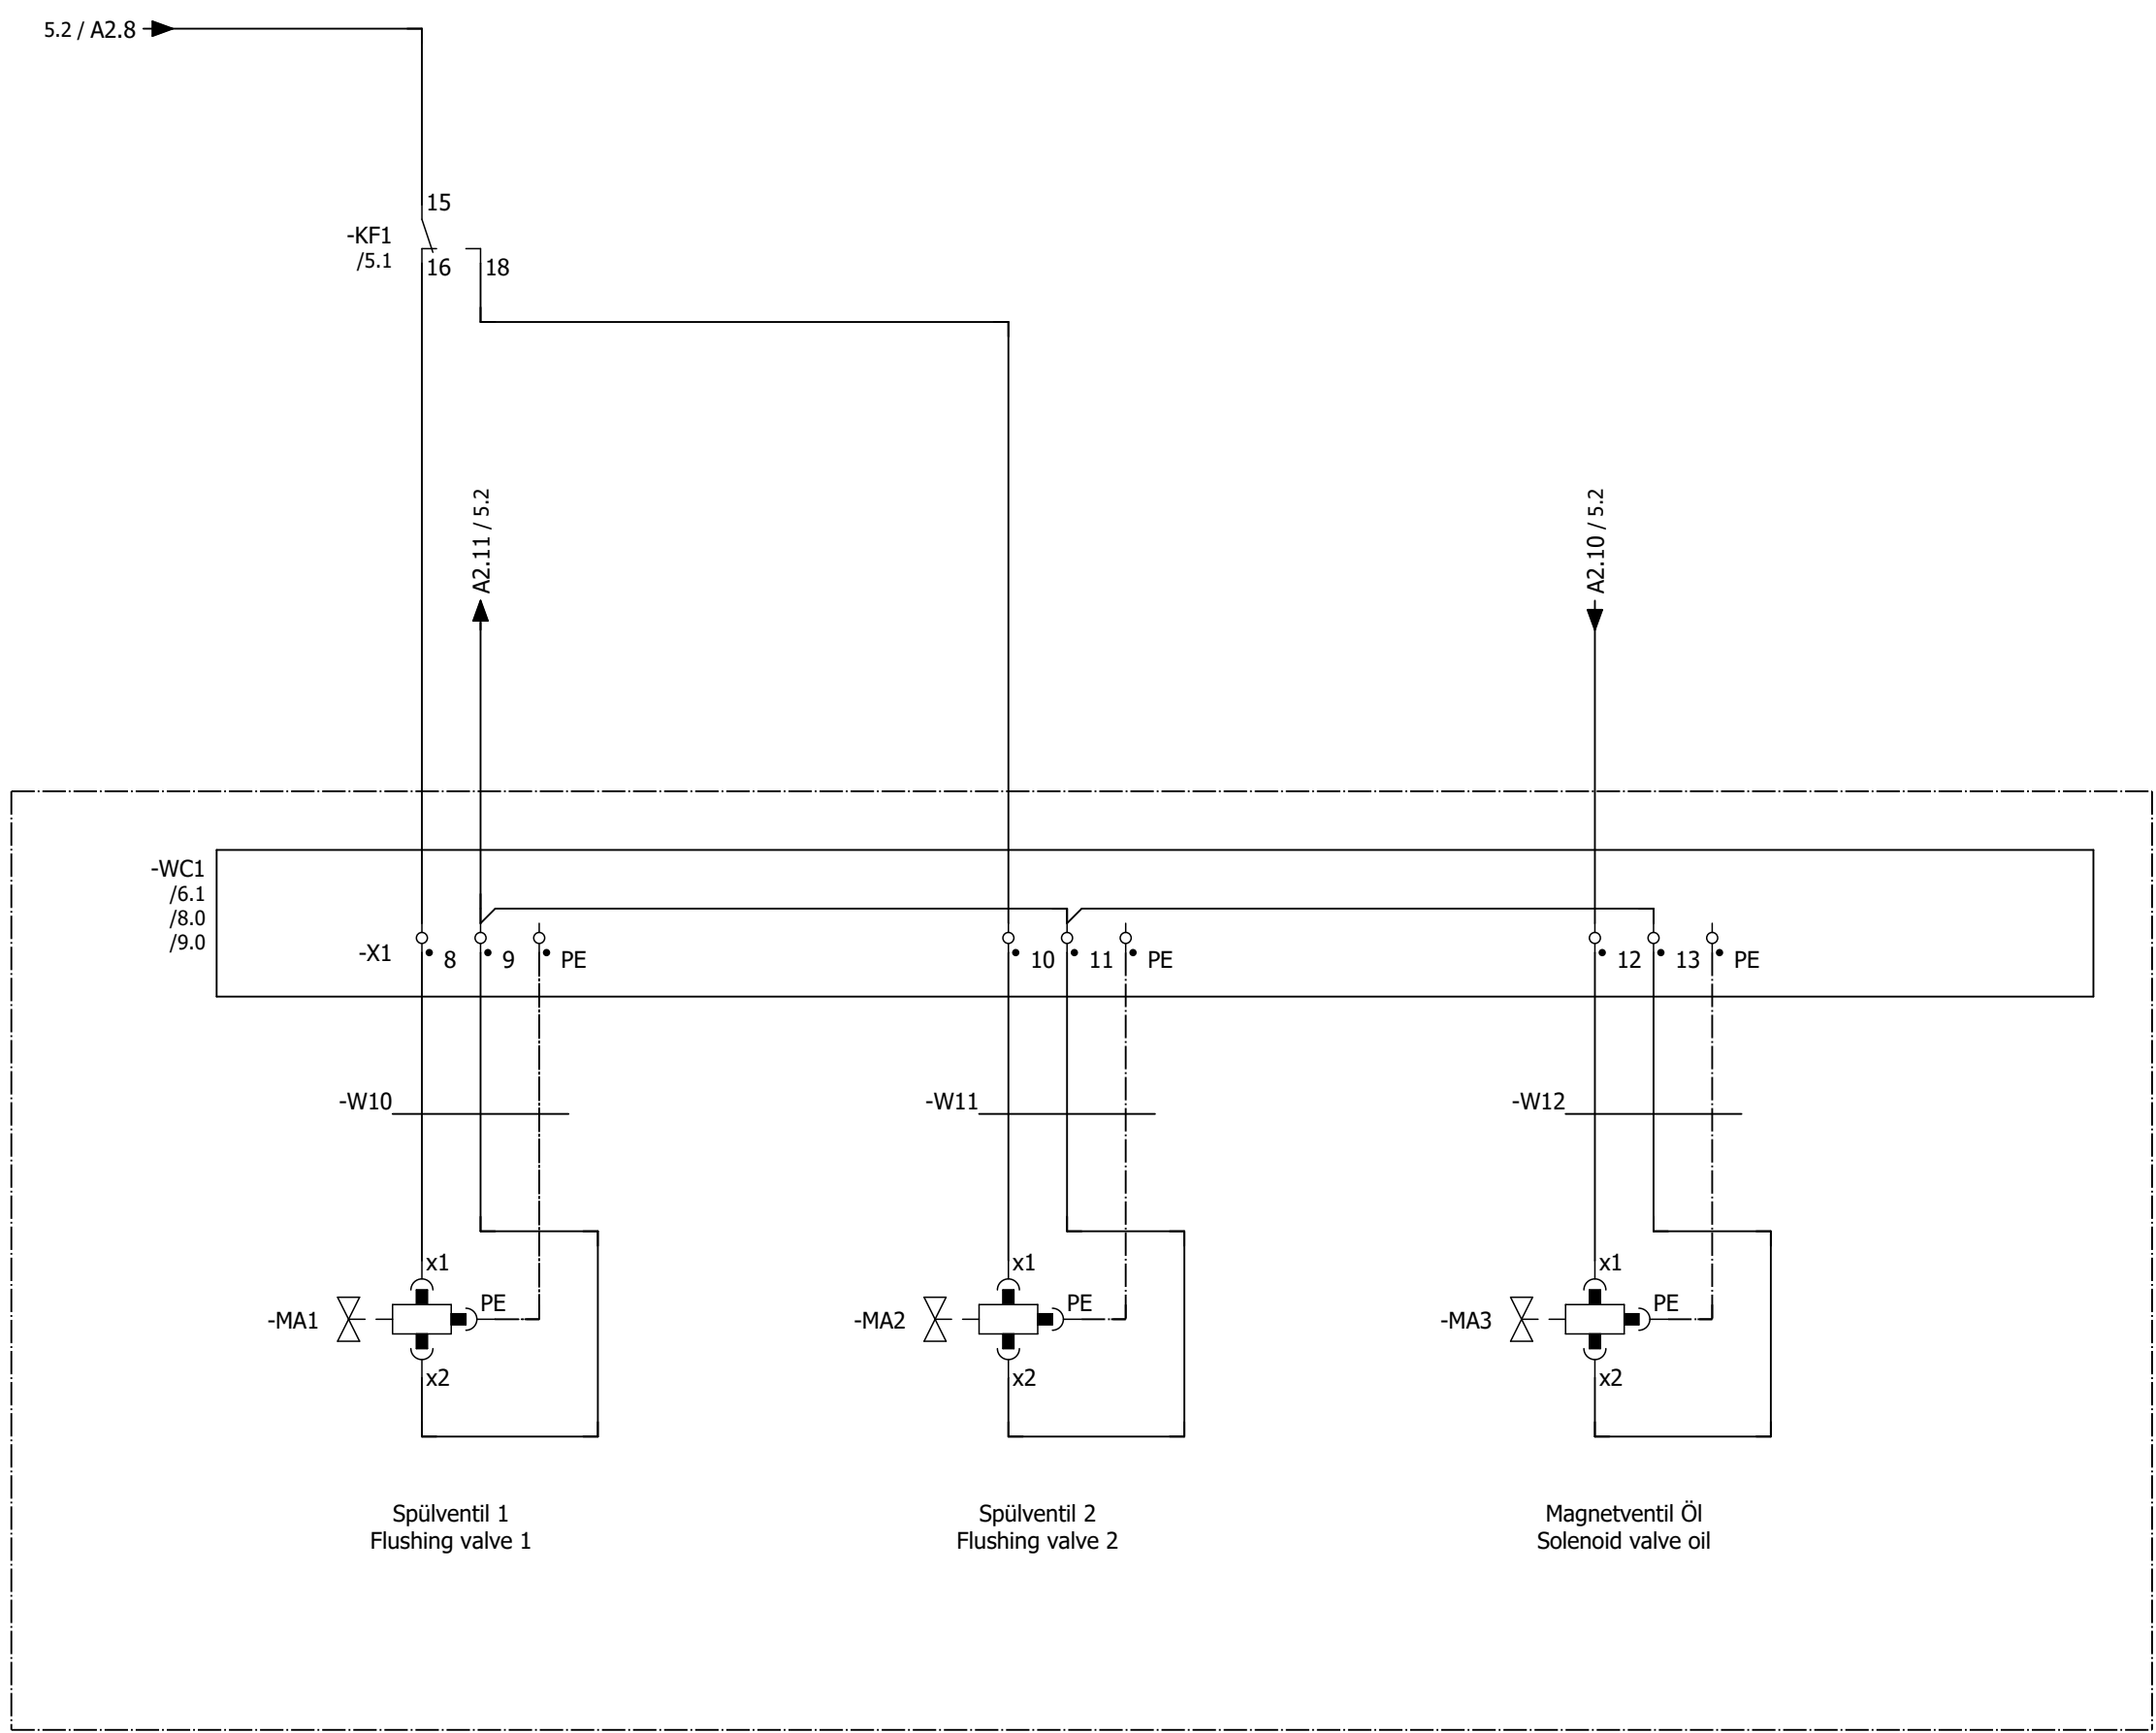 5.2 / A2.8
15
-KF1
/5.1
16
18
A2.11 / 5.2
A2.10 / 5.2
-WC1
/6.1
/8.0
/9.0
-X1
8
9
PE
10
11
PE
12
13
PE
-W10
-W11
-W12
x1
x1
x1
PE
PE
PE
-MA1
-MA2
-MA3
x2
x2
x2
Spülventil 1
Flushing valve 1
Spülventil 2
Flushing valve 2
Magnetventil Öl
Solenoid valve oil